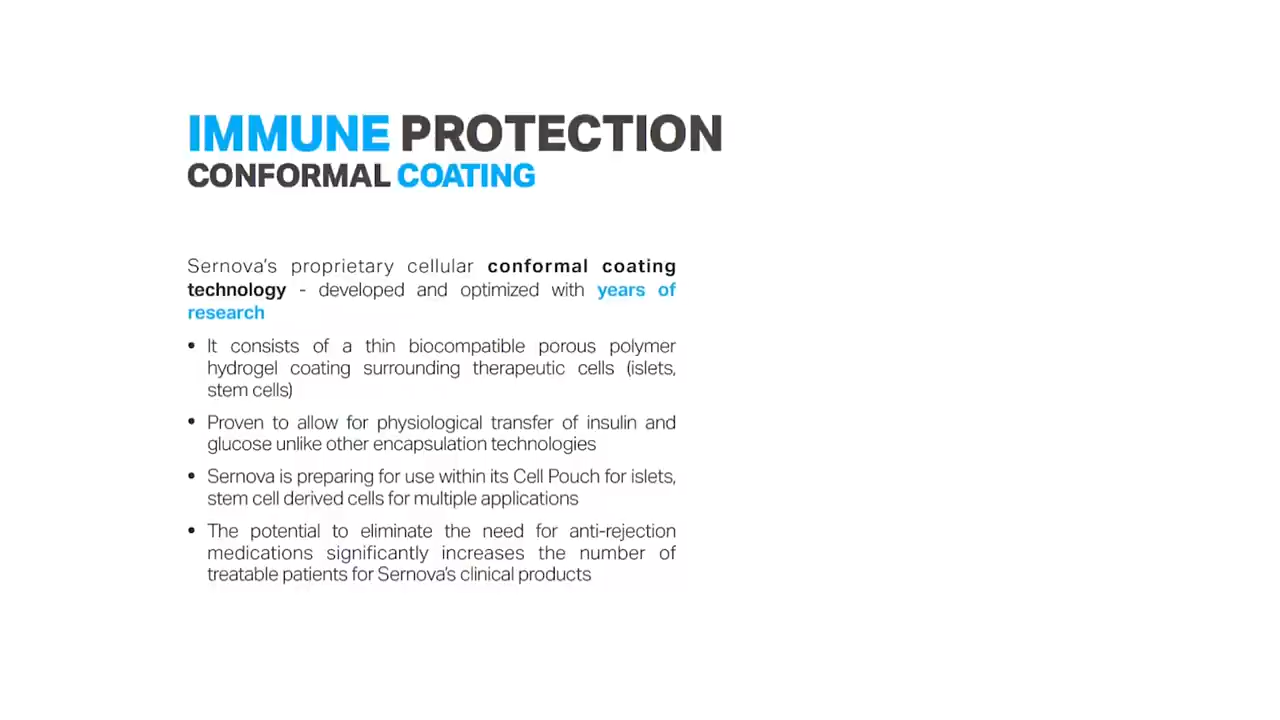 IMMUNE PROTECTION
CONFORMAL COATING
Sernova's proprietary cellular conformal coating
technology - developed and optimized with years of
research
• It consists of a thin biocompatible porous polymer
hydrogel coating surrounding therapeutic cells (islets,
stem cells)
• Proven to allow for physiological transfer of insulin and
glucose unlike other encapsulation technologies
• Sernova is preparing for use within its Cell Pouch for islets,
stem cell derived cells for multiple applications
• The potential to eliminate the need for anti-rejection
medications significantly increases the number of
treatable patients for Sernova's clinical products